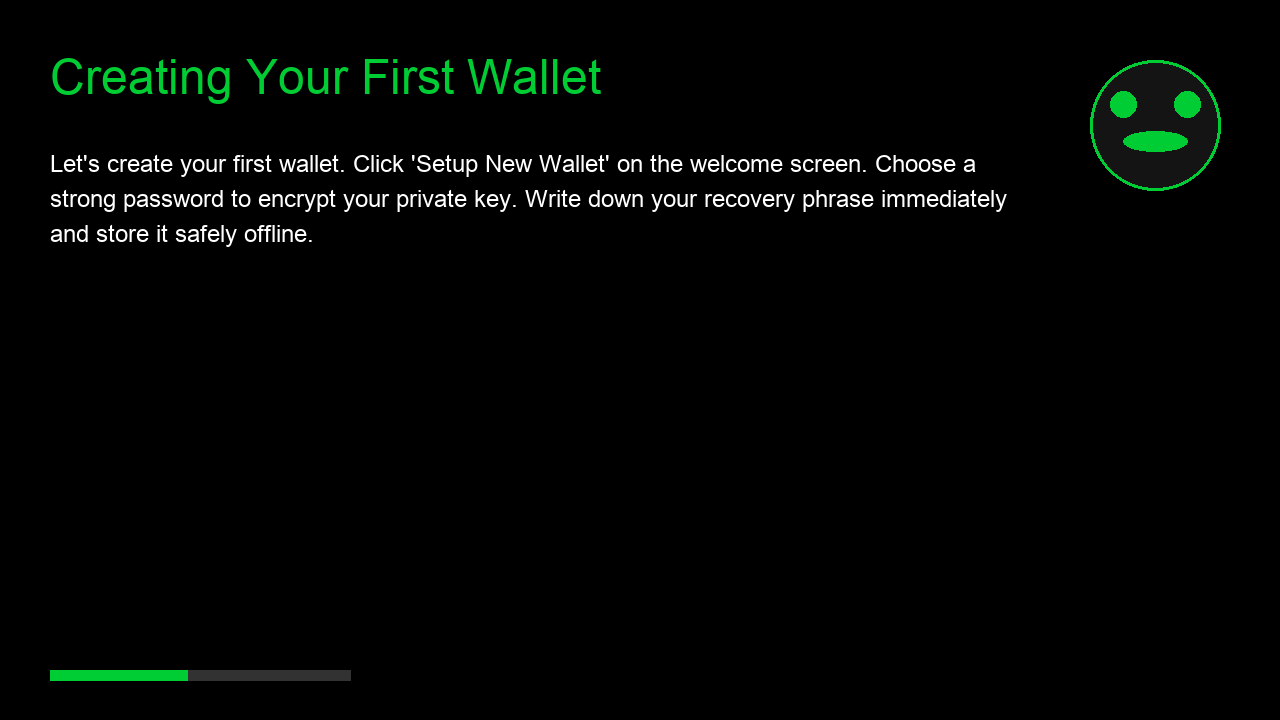 Creating Your First Wallet
Let's create your first wallet. Click 'Setup New Wallet' on the welcome screen. Choose a
strong password to encrypt your private key. Write down your recovery phrase immediately
and store it safely offline.